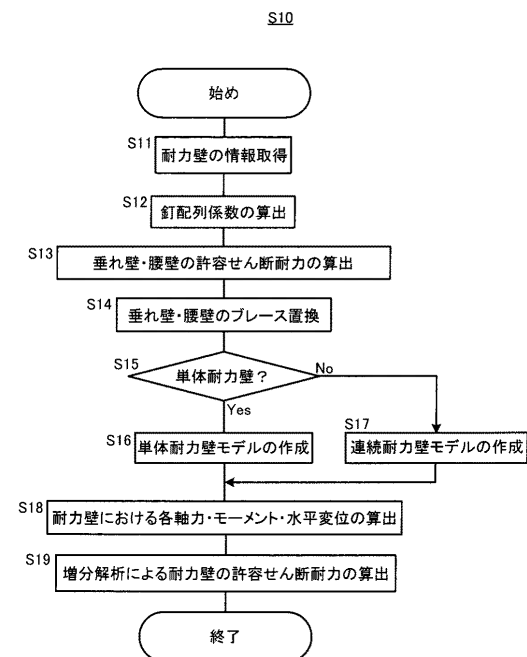 S10
始め
S11
耐力壁の情報取得
S12
釘配列係数の算出
S13
垂れ壁・腰壁の許容せん断耐力の算出
S14
垂れ壁・腰壁のブレース置換
S15
単体耐力壁？
No
Yes
S16
単体耐力壁モデルの作成
S17
連続耐力壁モデルの作成
S18
耐力壁における各軸力・モーメント・水平変位の算出
S19
増分解析による耐力壁の許容せん断耐力の算出
終了